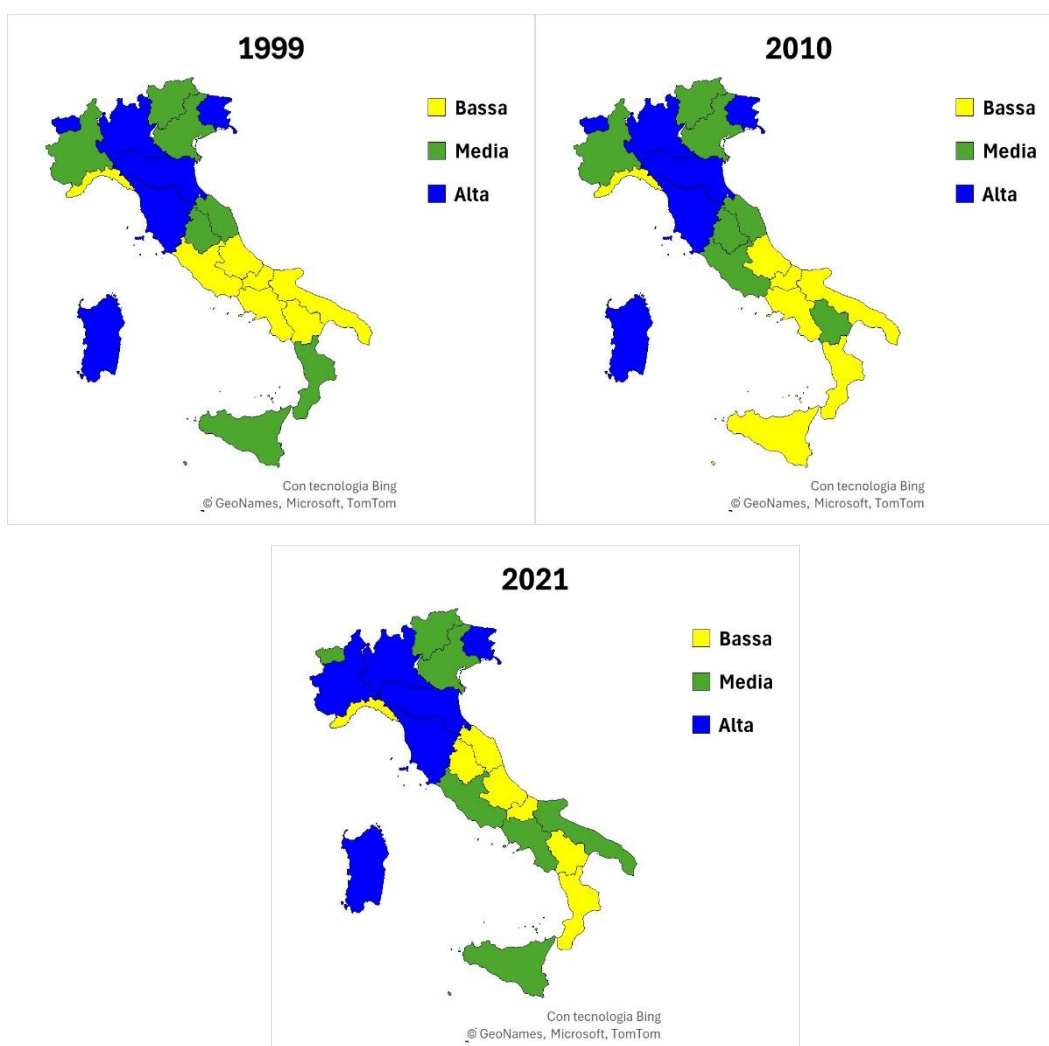 1999
Bassa
Media
Alta
Con tecnologia Bing
© GeoNames, Microsoft, TomTom
2010
Bassa
Media
Alta
Con tecnologia Bing
© GeoNames, Microsoft, TomTom
2021
Bassa
Media
Alta
Con tecnologia Bing
© GeoNames, Microsoft, TomTom